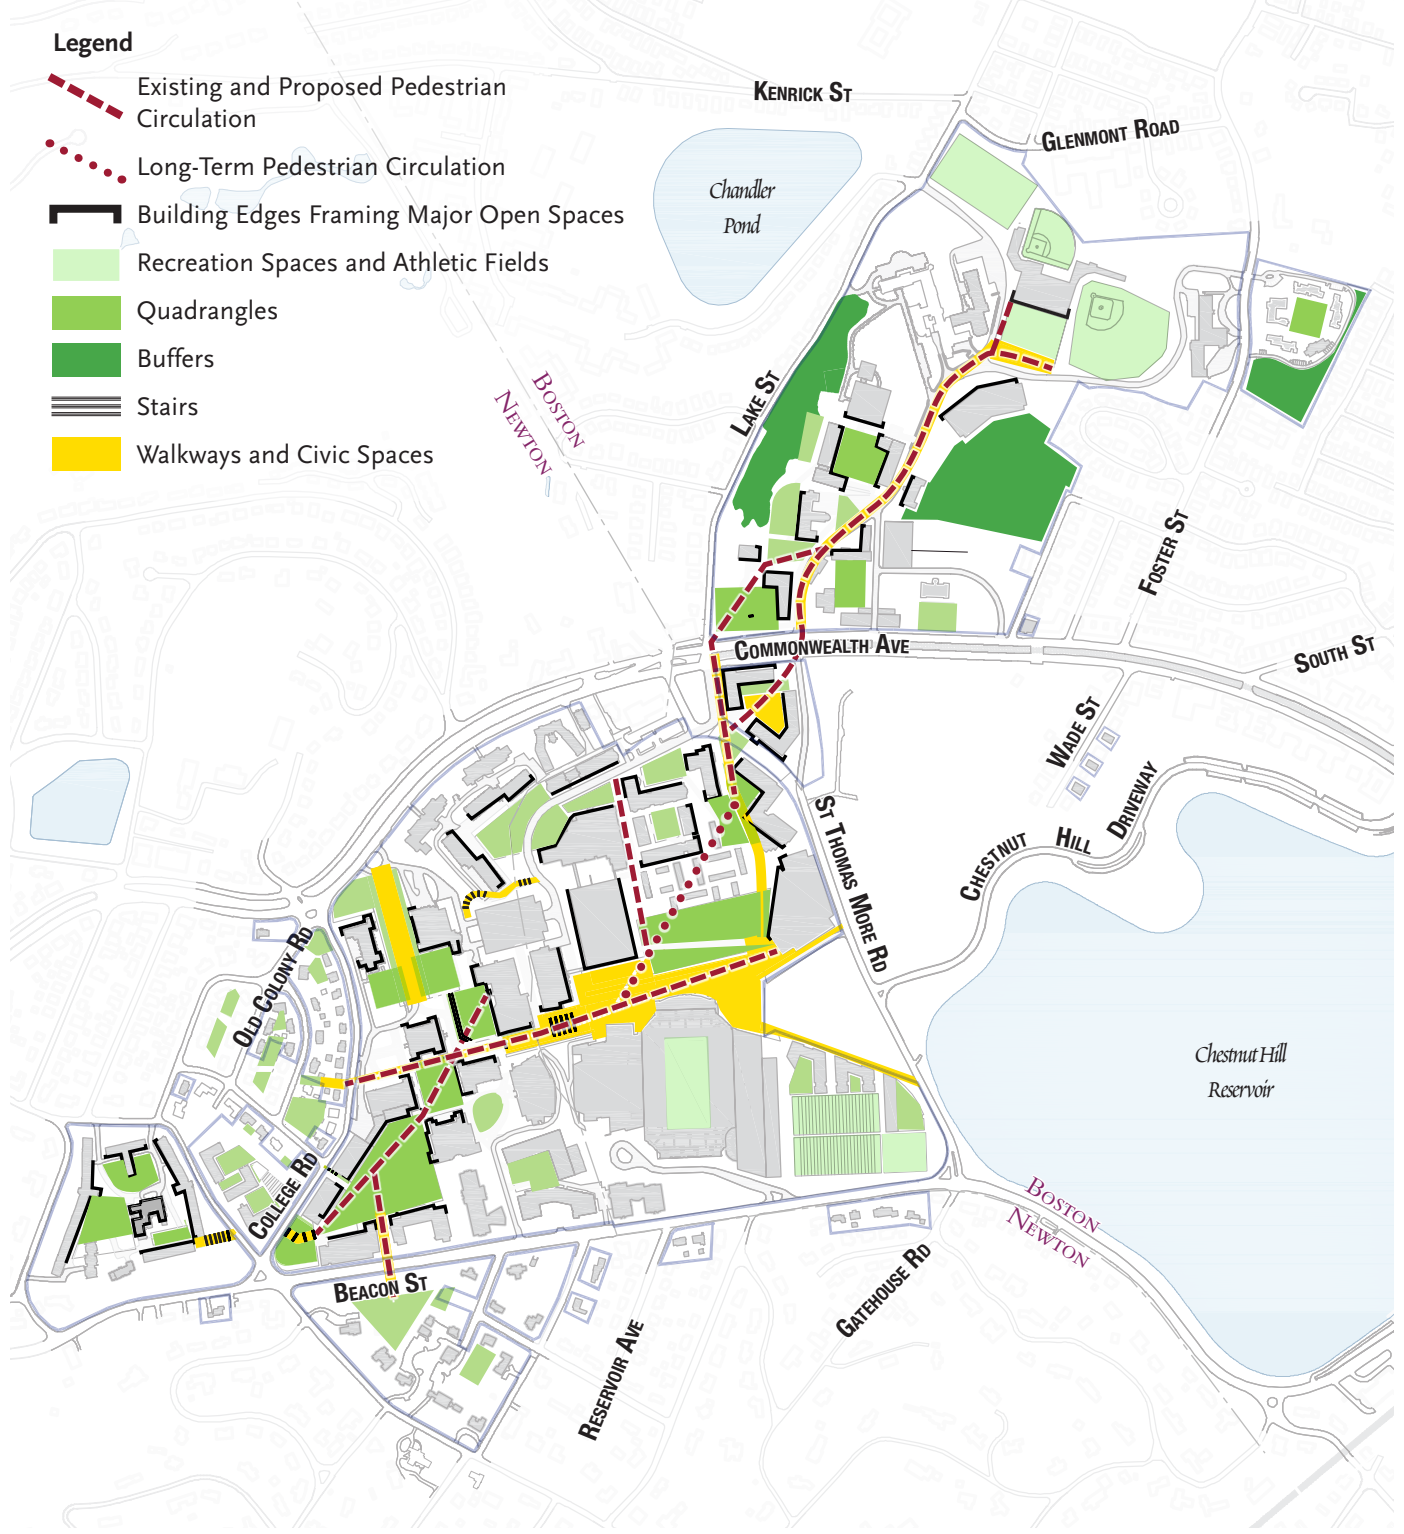 Legend
Existing and Proposed Pedestrian
Circulation
Long-Term Pedestrian Circulation
Building Edges Framing Major Open Spaces
Recreation Spaces and Athletic Fields
Quadrangles
Buffers
Stairs
Walkways and Civic Spaces
KENRICK ST
GLENMONT ROAD
Chandler
Pond
LAKE ST
BOSTON
NEWTON
FOSTER ST
COMMONWEALTH AVE
SOUTH ST
WADE ST
CHESTNUT HILL DRIVEWAY
ST THOMAS MORE RD
OLD COLONY RD
Chestnut Hill
Reservoir
COLLEGE RD
BOSTON
NEWTON
BEACON ST
GATEHOUSE RD
RESERVOIR AVE